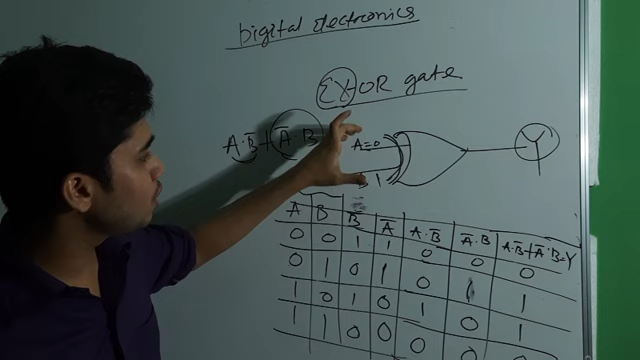 Digital electronics
EX-OR gate
A·B̅ + A̅·B
A=0
1
Y
A B B̅ A̅ A·B̅ A̅·B A·B̅+A̅·B=Y
0 0 1 1 0 0 0
0 1 0 1 0 1 1
1 0 1 0 1 0 1
1 1 0 0 0 0 0